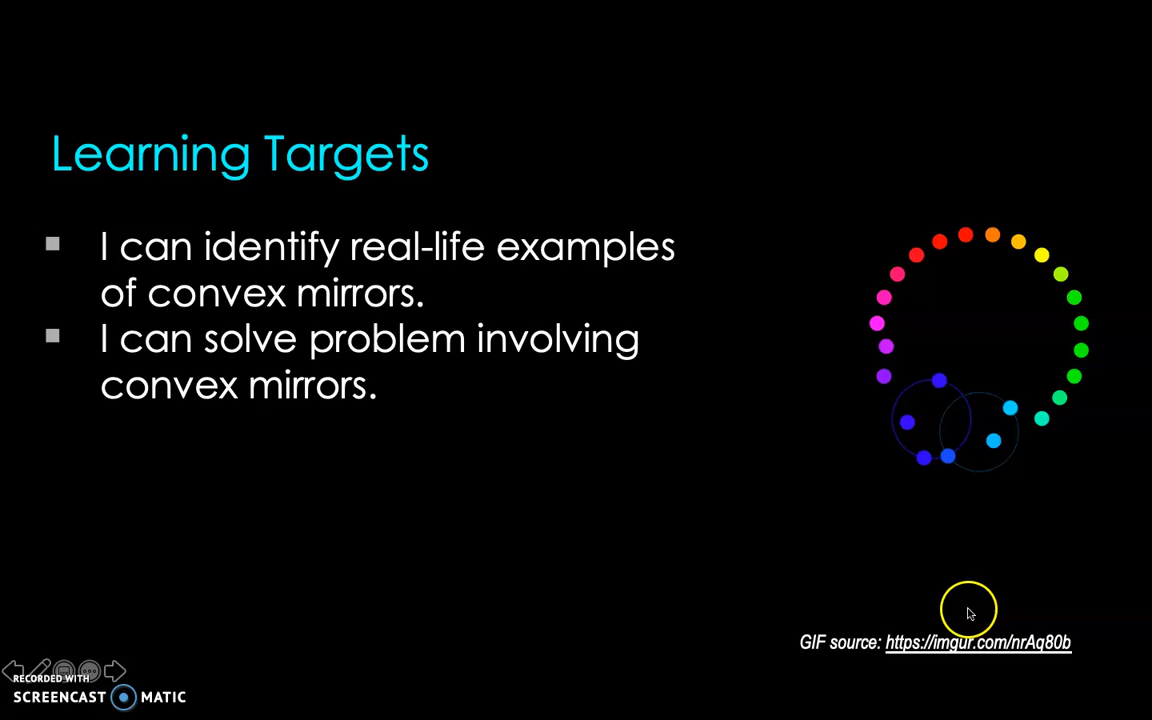 Learning Targets
I can identify real-life examples
of convex mirrors.
I can solve problem involving
convex mirrors.
GIF source: https://imgur.com/nrAq80b
RECORDED WITH
SCREENCAST MATIC